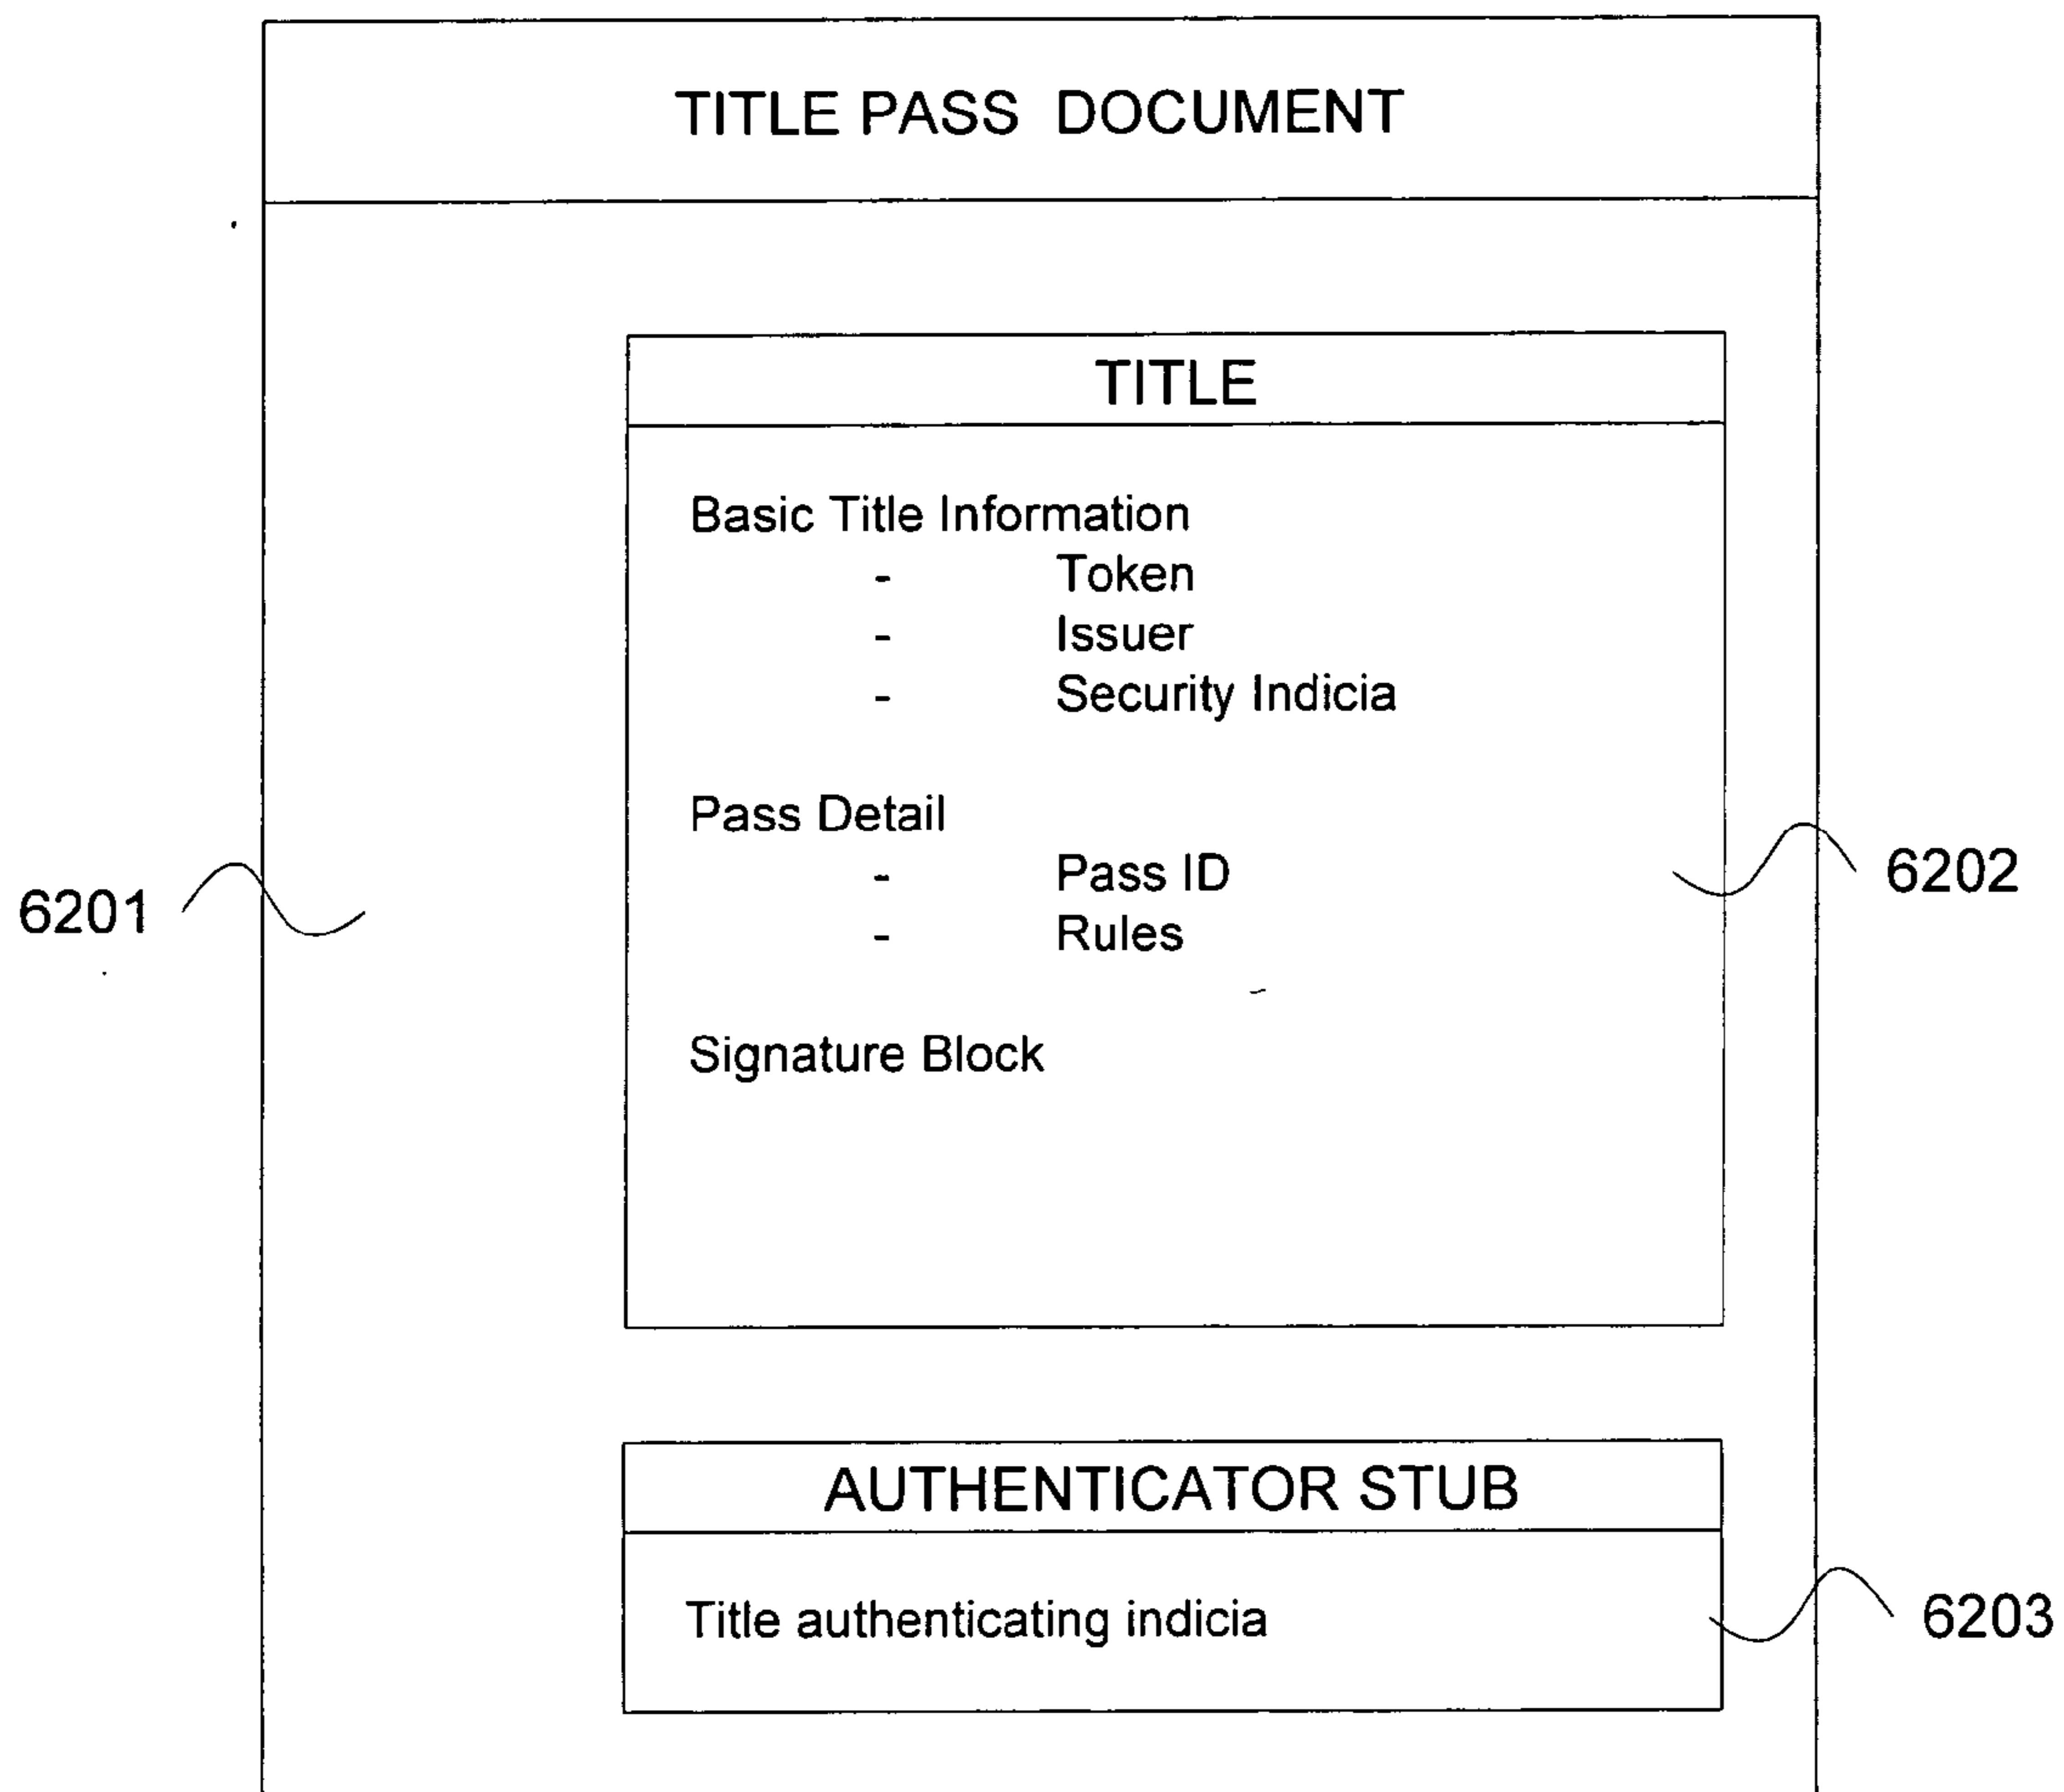 TITLE PASS DOCUMENT
TITLE
Basic Title Information
- Token
- Issuer
- Security Indicia
Pass Detail
- Pass ID
- Rules
Signature Block
6201
6202
AUTHENTICATOR STUB
Title authenticating indicia
6203